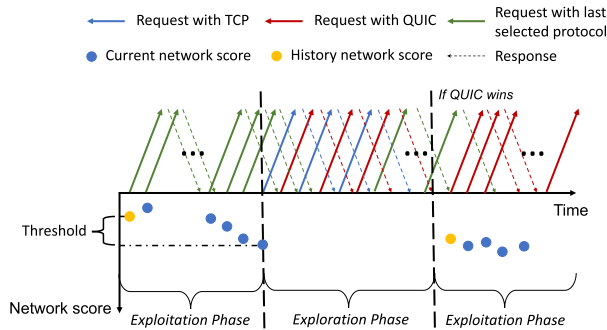 Request with TCP
Request with QUIC
Request with last
selected protocol
Current network score
History network score
Response
If QUIC wins
Time
Threshold
Network score
Exploitation Phase
Exploration Phase
Exploitation Phase